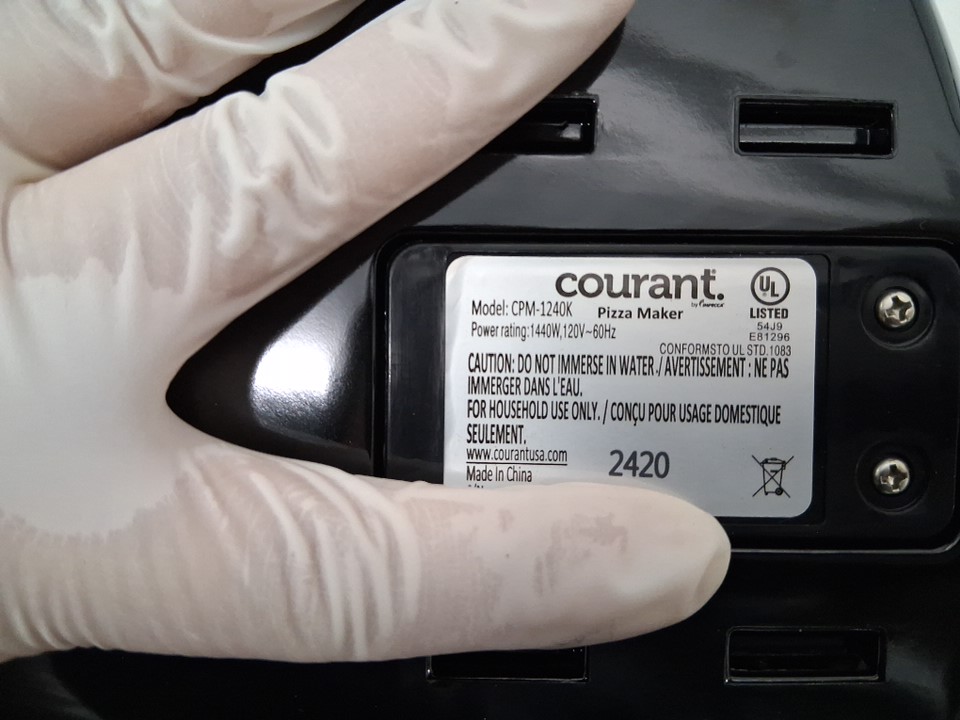 courant.
by IMPECCA
UL
LISTED
54J9
E81296
Model: CPM-1240K
Pizza Maker
Power rating:1440W,120V~60Hz
CONFORMSTO UL STD.1083
CAUTION: DO NOT IMMERSE IN WATER./ AVERTISSEMENT : NE PAS
IMMERGER DANS L'EAU.
FOR HOUSEHOLD USE ONLY. / CONÇU POUR USAGE DOMESTIQUE
SEULEMENT.
www.courantusa.com
2420
Made In China